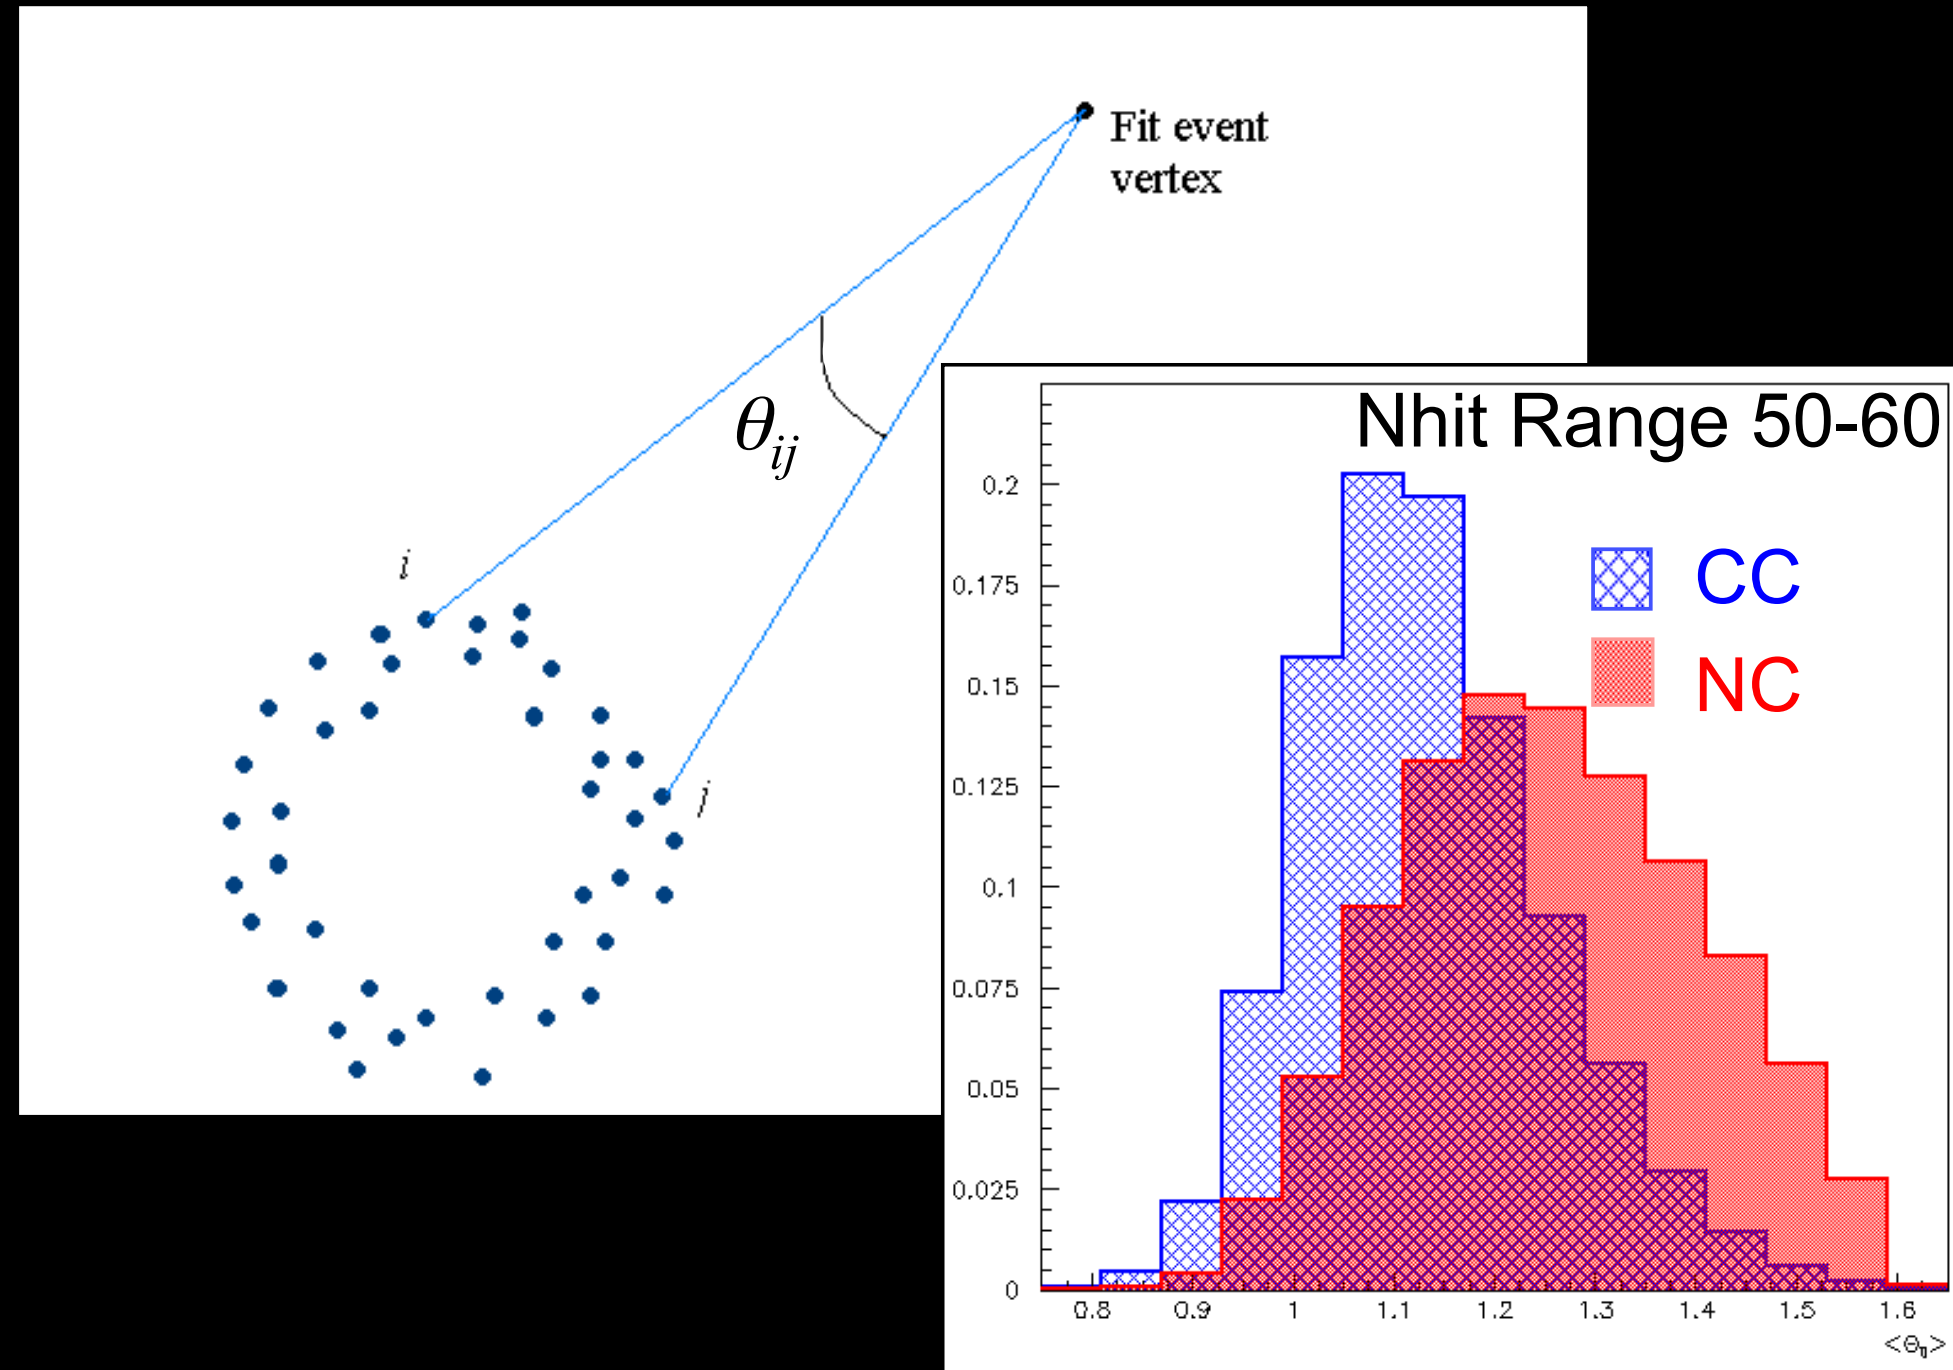 Fit event
vertex
θij
i
j
Nhit Range 50-60
CC
NC
0.2
0.175
0.15
0.125
0.1
0.075
0.05
0.025
0
0.8 0.9 1 1.1 1.2 1.3 1.4 1.5 1.6
<θij>